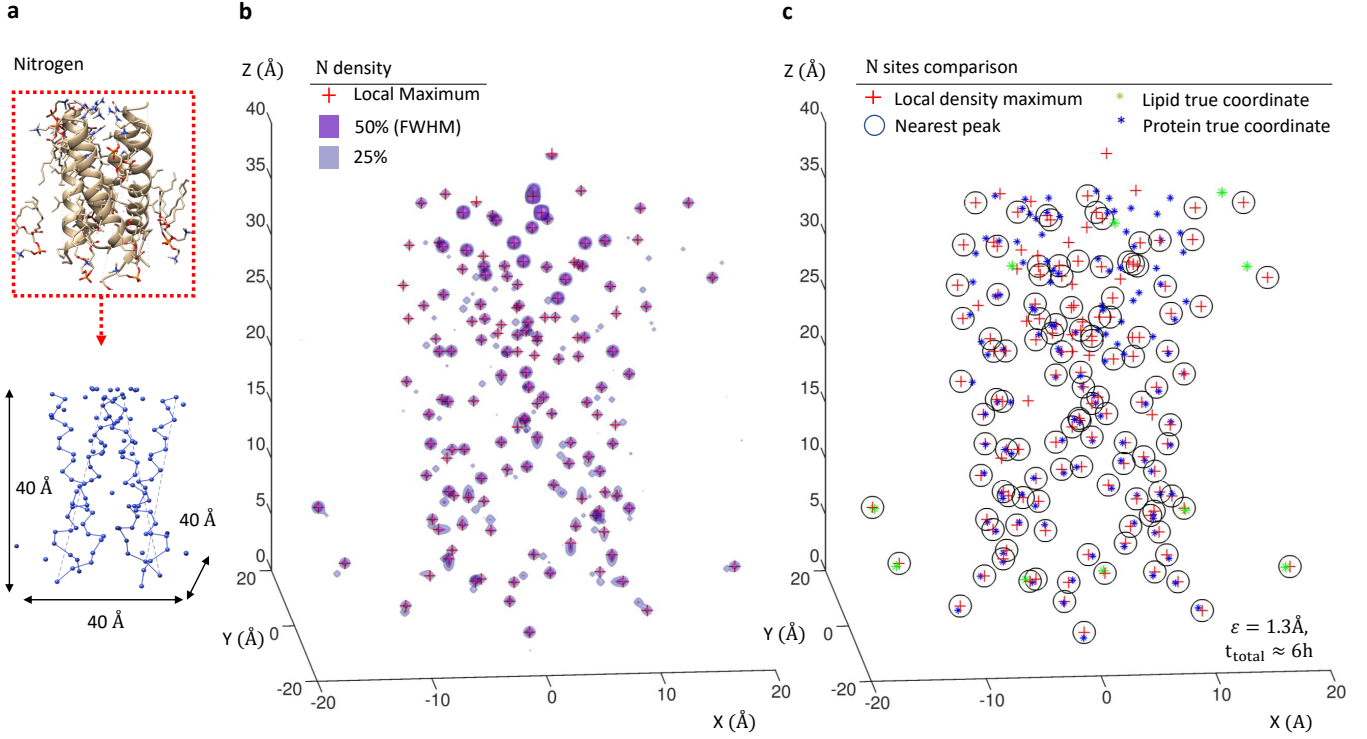 a
Nitrogen
40 Å
40 Å
40 Å
b
Z (Å)
N density
Local Maximum
50% (FWHM)
25%
40
35
30
25
20
15
10
5
0
20
Y (Å) 0
-20
-20
-10
0
10
20
X (Å)
c
Z (Å)
N sites comparison
Local density maximum
Nearest peak
Lipid true coordinate
Protein true coordinate
40
35
30
25
20
15
10
5
0
20
Y (Å) 0
-20
-20
-10
0
10
20
X (A)
ε = 1.3Å,
t_total ≈ 6h